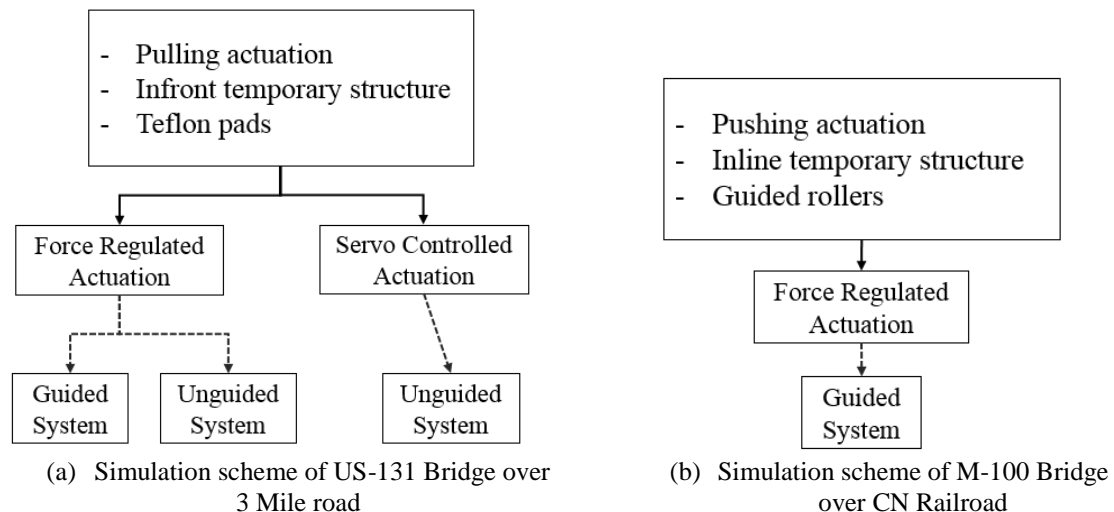 - Pulling actuation
- Infront temporary structure
- Teflon pads
Force Regulated
Actuation
Servo Controlled
Actuation
Guided
System
Unguided
System
Unguided
System
(a) Simulation scheme of US-131 Bridge over
3 Mile road
- Pushing actuation
- Inline temporary structure
- Guided rollers
Force Regulated
Actuation
Guided
System
(b) Simulation scheme of M-100 Bridge
over CN Railroad